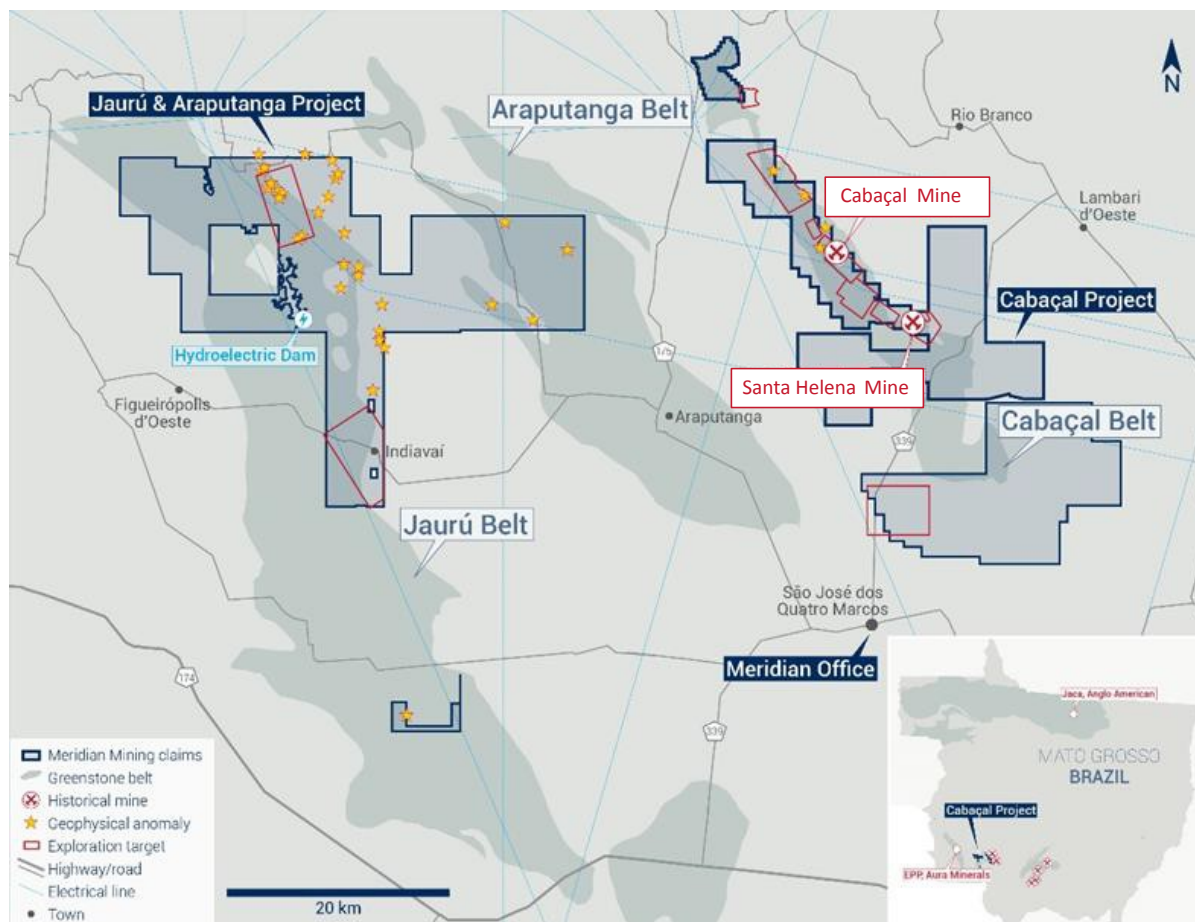 N
Jaurú & Araputanga Project
Araputanga Belt
Rio Branco
Cabaçal Mine
Lambari
d'Oeste
Cabaçal Project
Hydroelectric Dam
175
Santa Helena Mine
Figueirópolis
d'Oeste
Araputanga
Cabaçal Belt
339
Indiavaí
Jaurú Belt
São José dos
Quatro Marcos
Meridian Office
174
339
Jaca, Anglo American
MATO GROSSO
BRAZIL
Cabaçal Project
EPP, Aura Minerals
Meridian Mining claims
Greenstone belt
Historical mine
Geophysical anomaly
Exploration target
Highway/road
Electrical line
Town
20 km